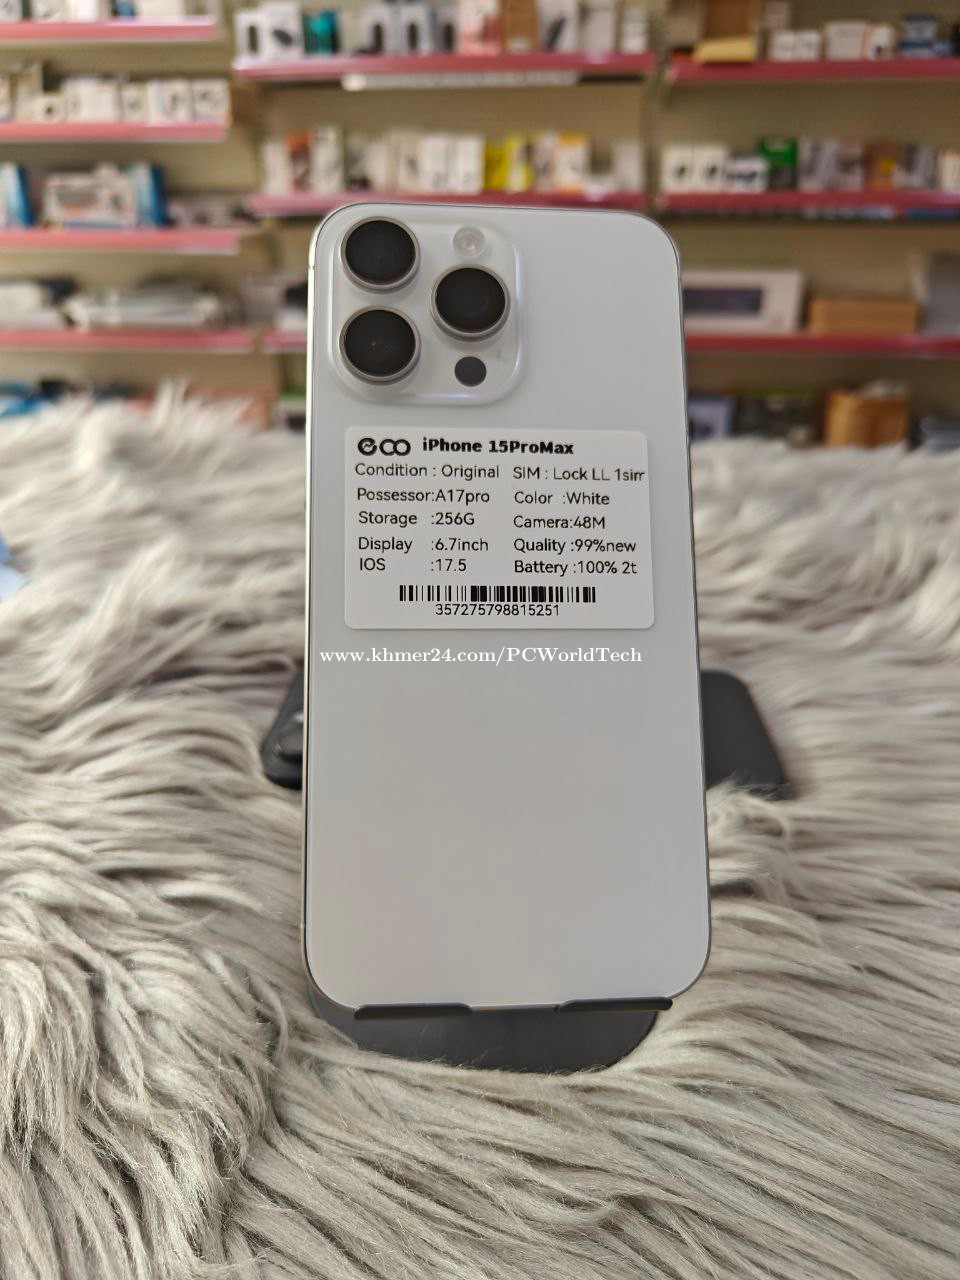 eoo iPhone 15ProMax
Condition : Original SIM : Lock LL 1sim
Possessor:A17pro Color :White
Storage :256G Camera:48M
Display :6.7inch Quality :99%new
IOS :17.5 Battery :100% 2t
357275798815251
www.khmer24.com/PCWorldTech